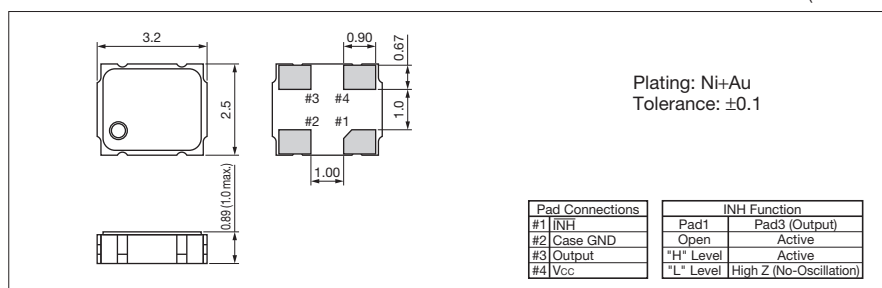 3.2
2.5
0.89 (1.0 max.)
0.90
0.67
1.0
1.00
#3 #4
#2 #1
Plating: Ni+Au
Tolerance: ±0.1
Pad Connections
#1 INH
#2 Case GND
#3 Output
#4 Vcc
INH Function
Pad1 Pad3 (Output)
Open Active
"H" Level Active
"L" Level High Z (No-Oscillation)